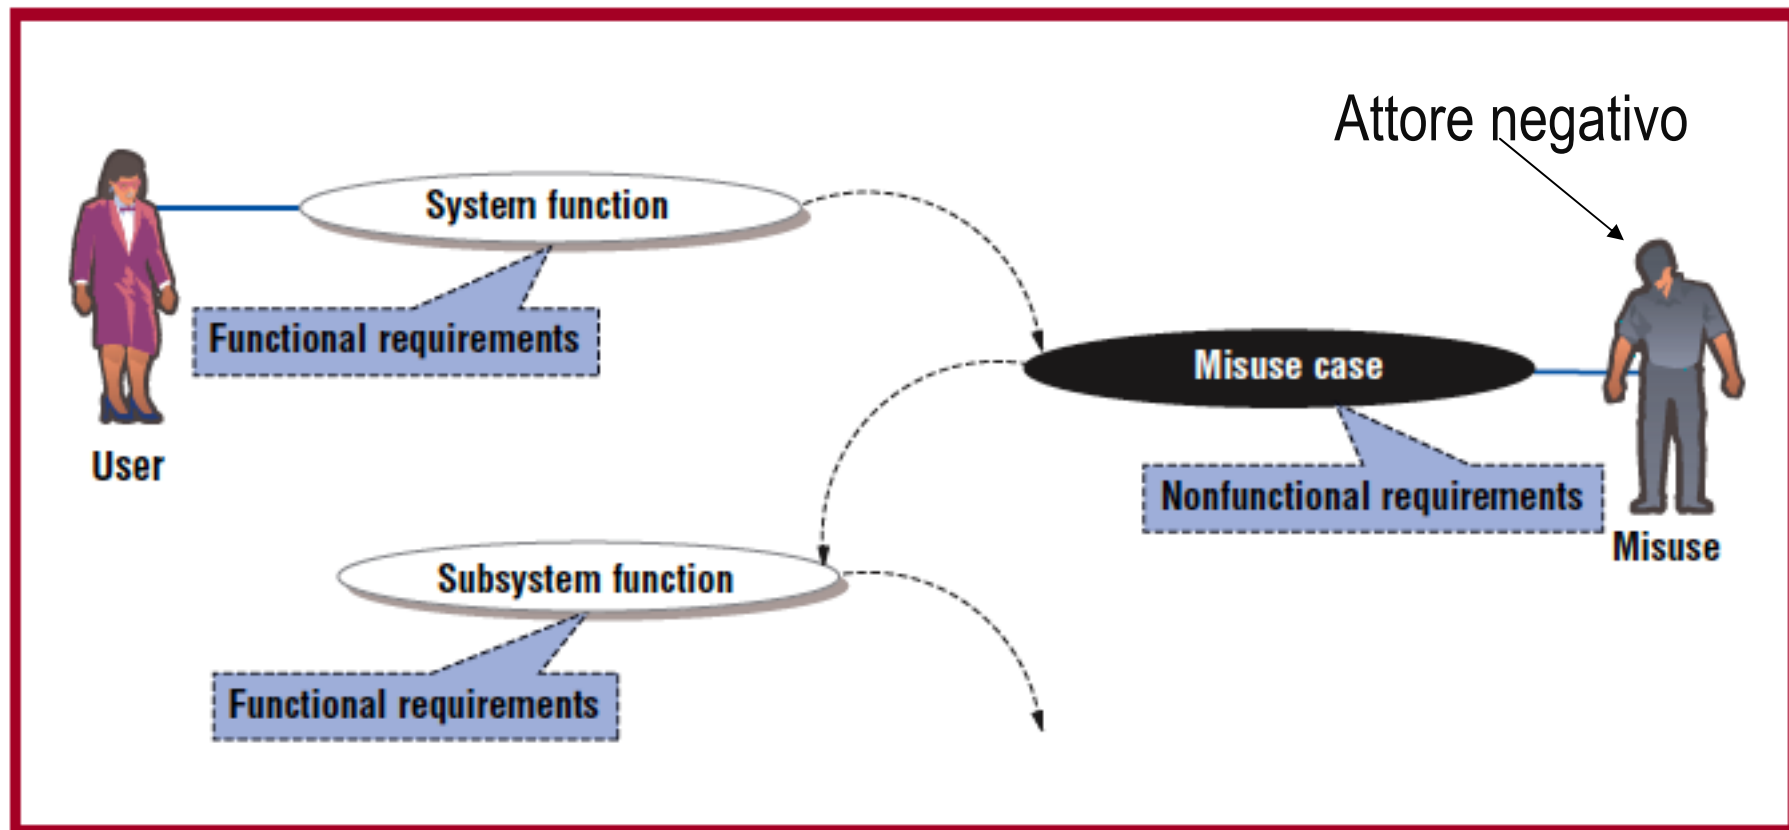 Attore negativo
System function
Functional requirements
Misuse case
User
Nonfunctional requirements
Misuse
Subsystem function
Functional requirements